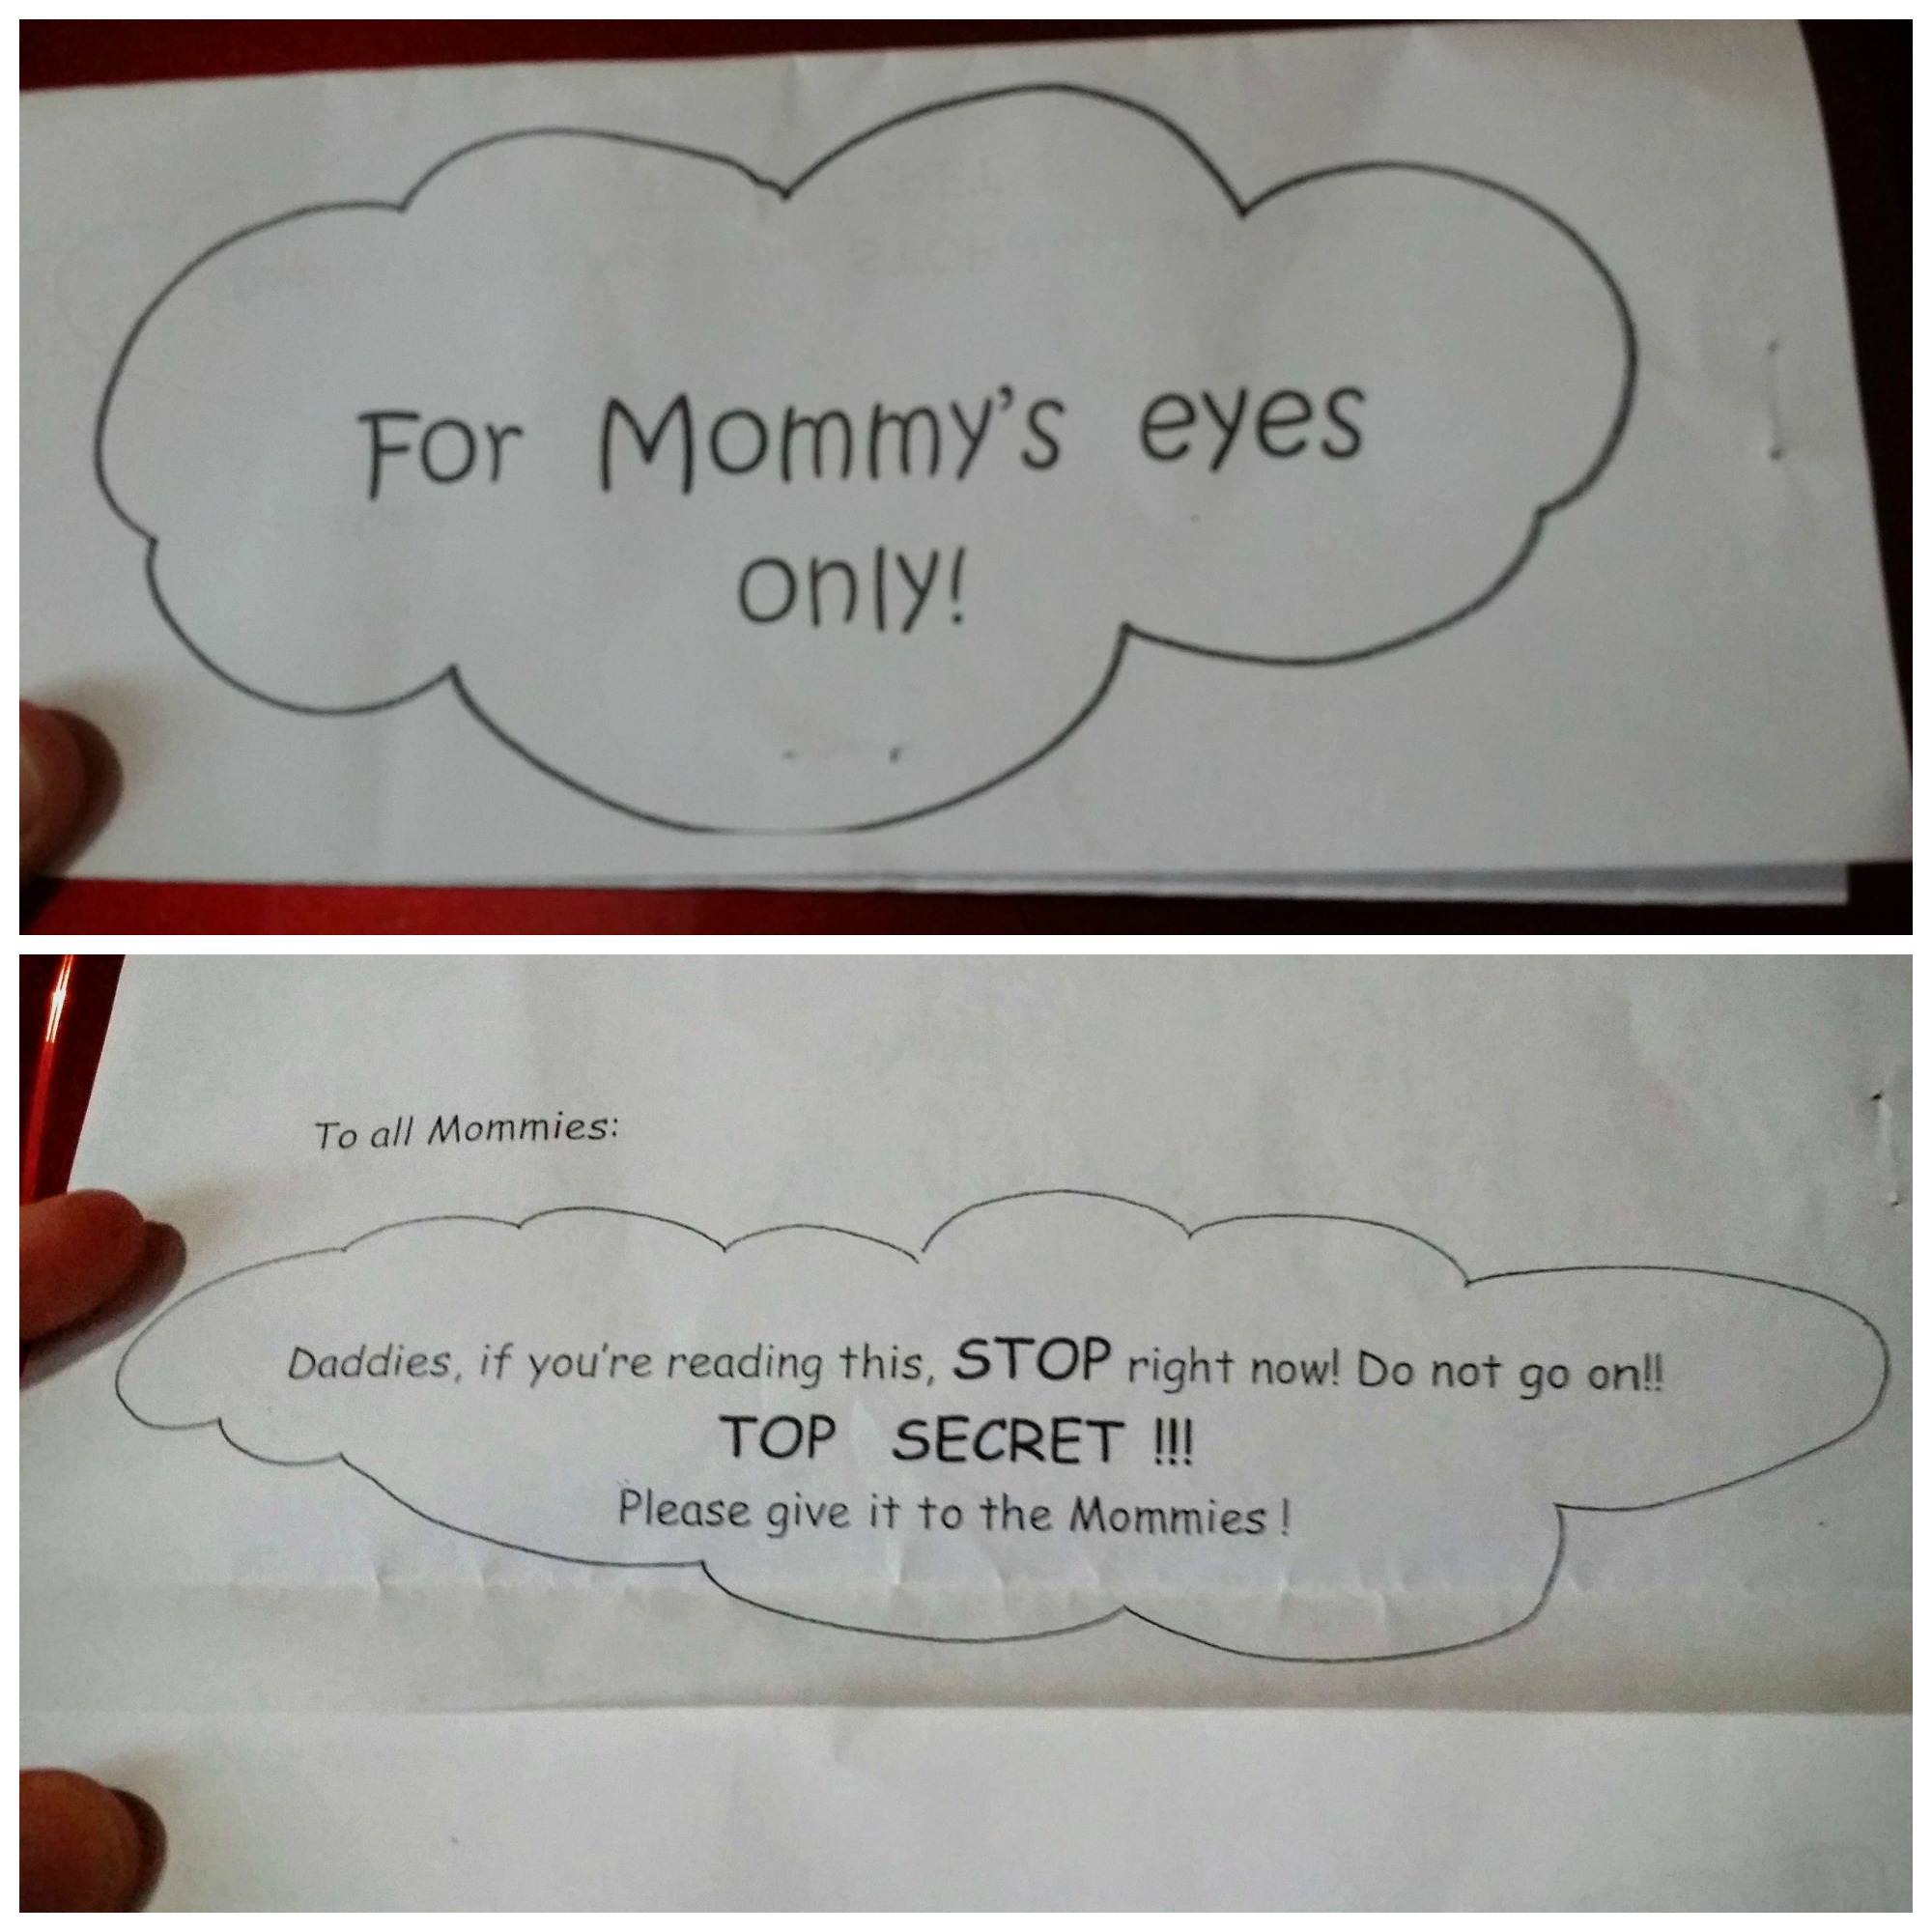 For Mommy's eyes
only!
To all Mommies:
Daddies, if you're reading this, STOP right now! Do not go on!!
TOP SECRET !!!
Please give it to the Mommies !